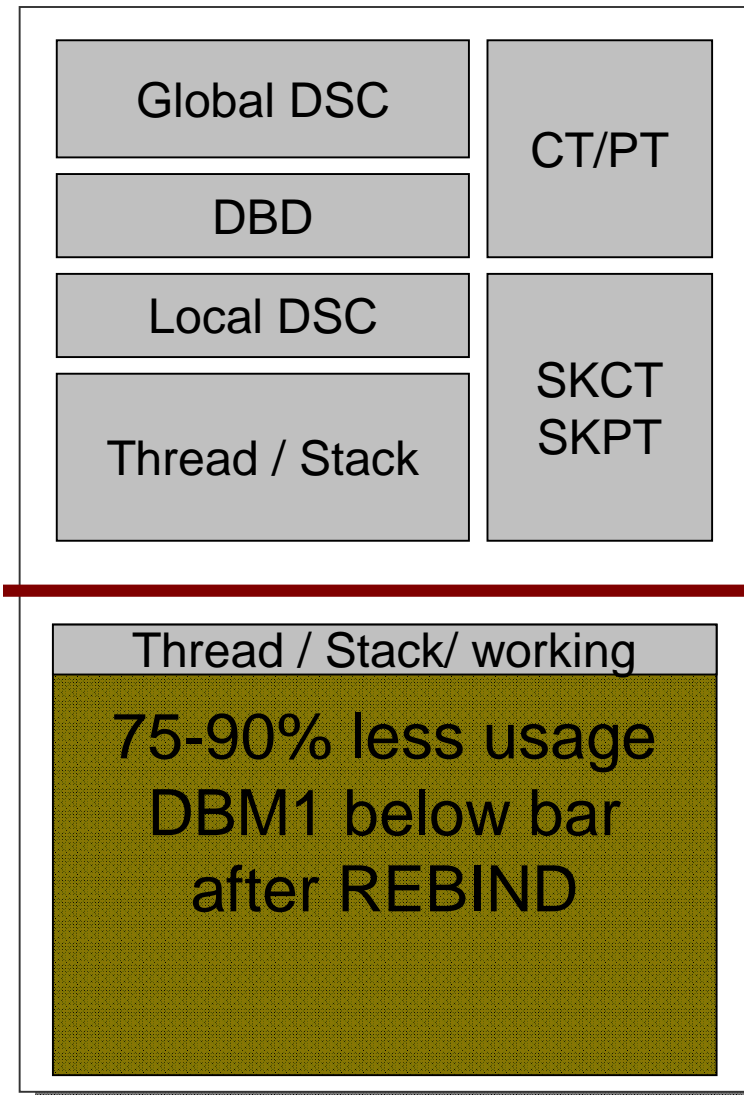 Global DSC
CT/PT
DBD
Local DSC
SKCT
SKPT
Thread / Stack
Thread / Stack/ working
75-90% less usage
DBM1 below bar
after REBIND